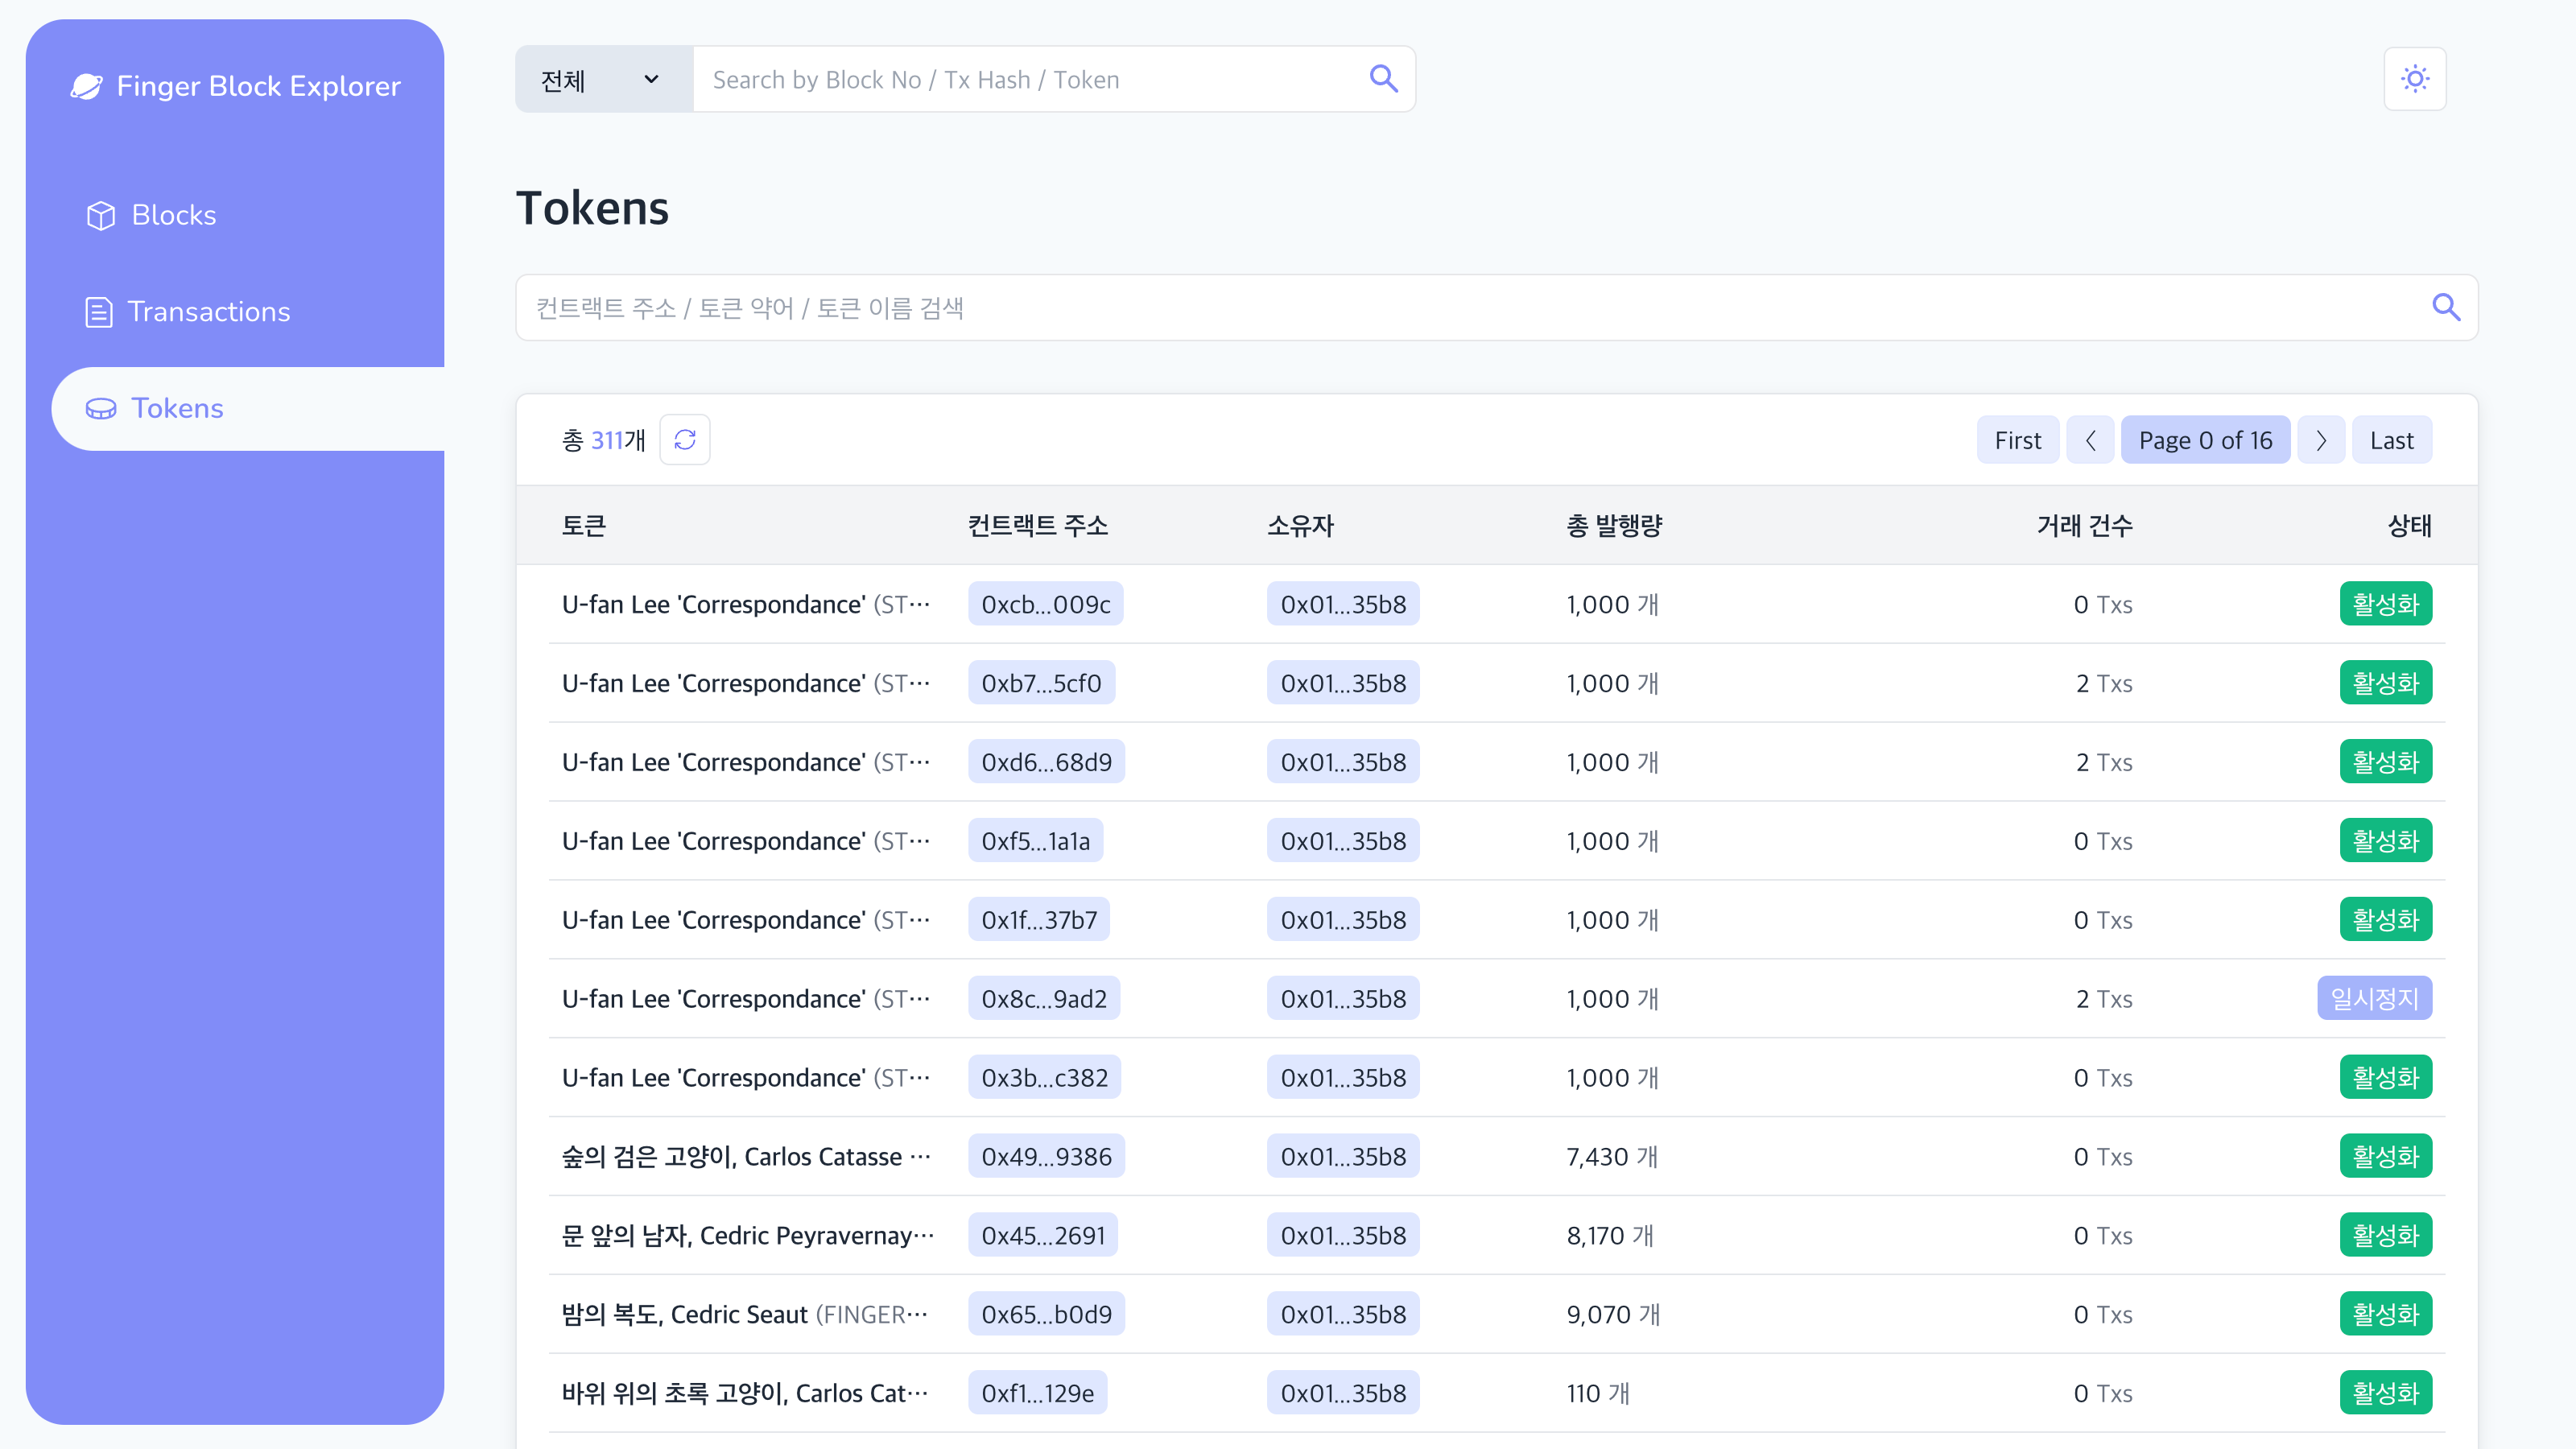 Finger Block Explorer
Blocks
Transactions
Tokens
전체
Search by Block No / Tx Hash / Token
Tokens
컨트랙트 주소 / 토큰 약어 / 토큰 이름 검색
총 311개
First Page 0 of 16 Last
토큰 컨트랙트 주소 소유자 총 발행량 거래 건수 상태
U-fan Lee 'Correspondance' (ST… 0xcb...009c 0x01...35b8 1,000 개 0 Txs 활성화
U-fan Lee 'Correspondance' (ST… 0xb7...5cf0 0x01...35b8 1,000 개 2 Txs 활성화
U-fan Lee 'Correspondance' (ST… 0xd6...68d9 0x01...35b8 1,000 개 2 Txs 활성화
U-fan Lee 'Correspondance' (ST… 0xf5...1a1a 0x01...35b8 1,000 개 0 Txs 활성화
U-fan Lee 'Correspondance' (ST… 0x1f...37b7 0x01...35b8 1,000 개 0 Txs 활성화
U-fan Lee 'Correspondance' (ST… 0x8c...9ad2 0x01...35b8 1,000 개 2 Txs 일시정지
U-fan Lee 'Correspondance' (ST… 0x3b...c382 0x01...35b8 1,000 개 0 Txs 활성화
숲의 검은 고양이, Carlos Catasse … 0x49...9386 0x01...35b8 7,430 개 0 Txs 활성화
문 앞의 남자, Cedric Peyravernay… 0x45...2691 0x01...35b8 8,170 개 0 Txs 활성화
밤의 복도, Cedric Seaut (FINGER… 0x65...b0d9 0x01...35b8 9,070 개 0 Txs 활성화
바위 위의 초록 고양이, Carlos Cat… 0xf1...129e 0x01...35b8 110 개 0 Txs 활성화